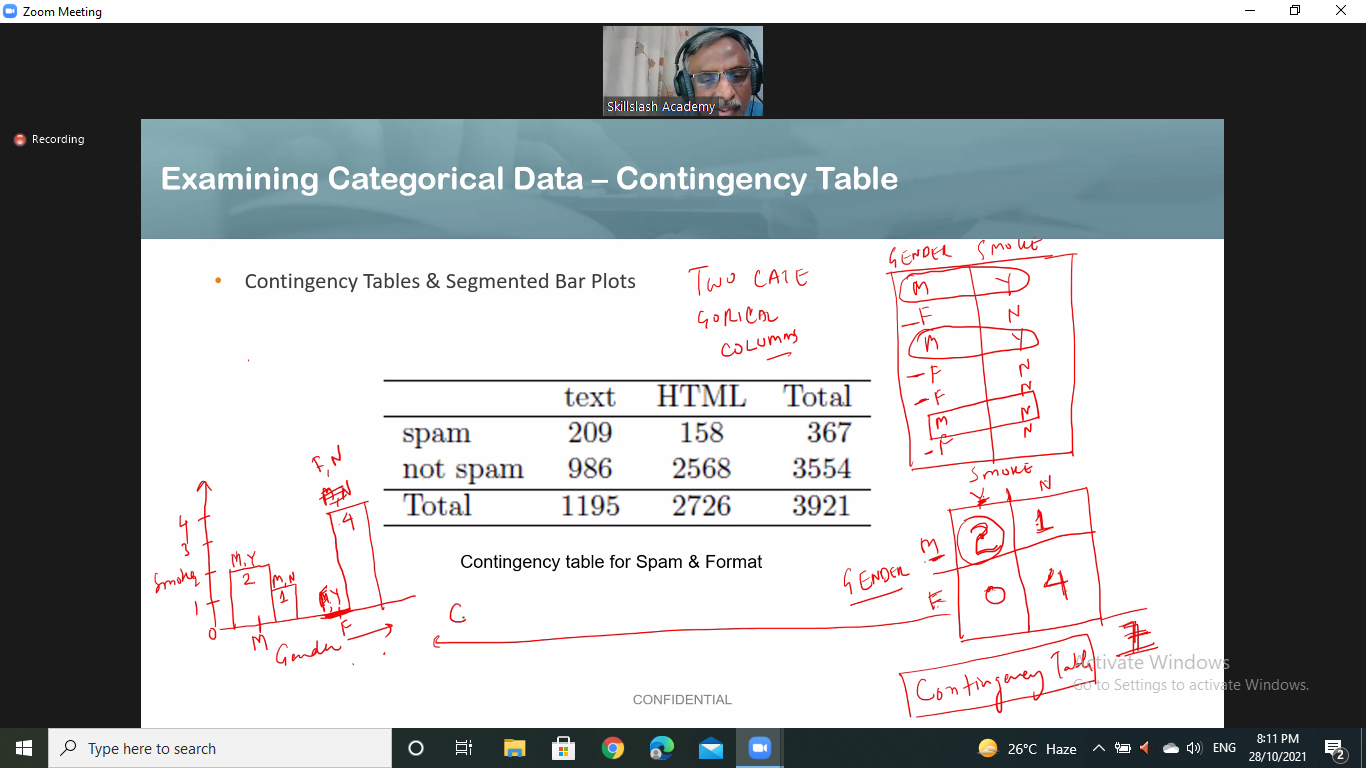 Zoom Meeting
Skillslash Academy
Recording
Examining Categorical Data – Contingency Table
• Contingency Tables & Segmented Bar Plots
TWO CATE
GORICAL
COLUMNS
GENDER SMOKE
M Y
F N
M Y
F N
F N
M N
F N
text HTML Total
spam 209 158 367
not spam 986 2568 3554
Total 1195 2726 3921
Contingency table for Spam & Format
SMOKE
Y N
M 2 1
GENDER
F 0 4
7
Contingency Table
F, N
4
4
3
M, Y
2
M, N
1
1
0
M
F
Gender
C
CONFIDENTIAL
Activate Windows
Go to Settings to activate Windows.
Type here to search
26°C Haze
ENG
8:11 PM
28/10/2021
2